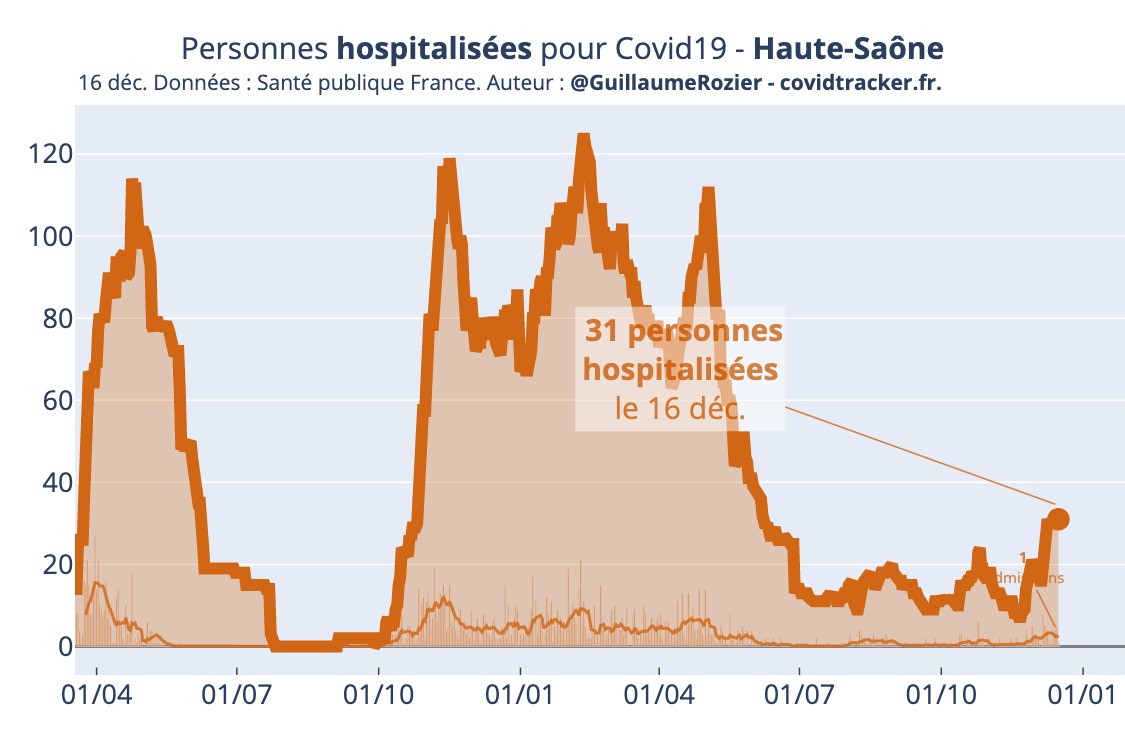 Personnes hospitalisées pour Covid19 - Haute-Saône
16 déc. Données : Santé publique France. Auteur : @GuillaumeRozier - covidtracker.fr.
120
100
80
60
40
20
0
31 personnes
hospitalisées
le 16 déc.
1
01/04 01/07 01/10 01/01 01/04 01/07 01/10 01/01